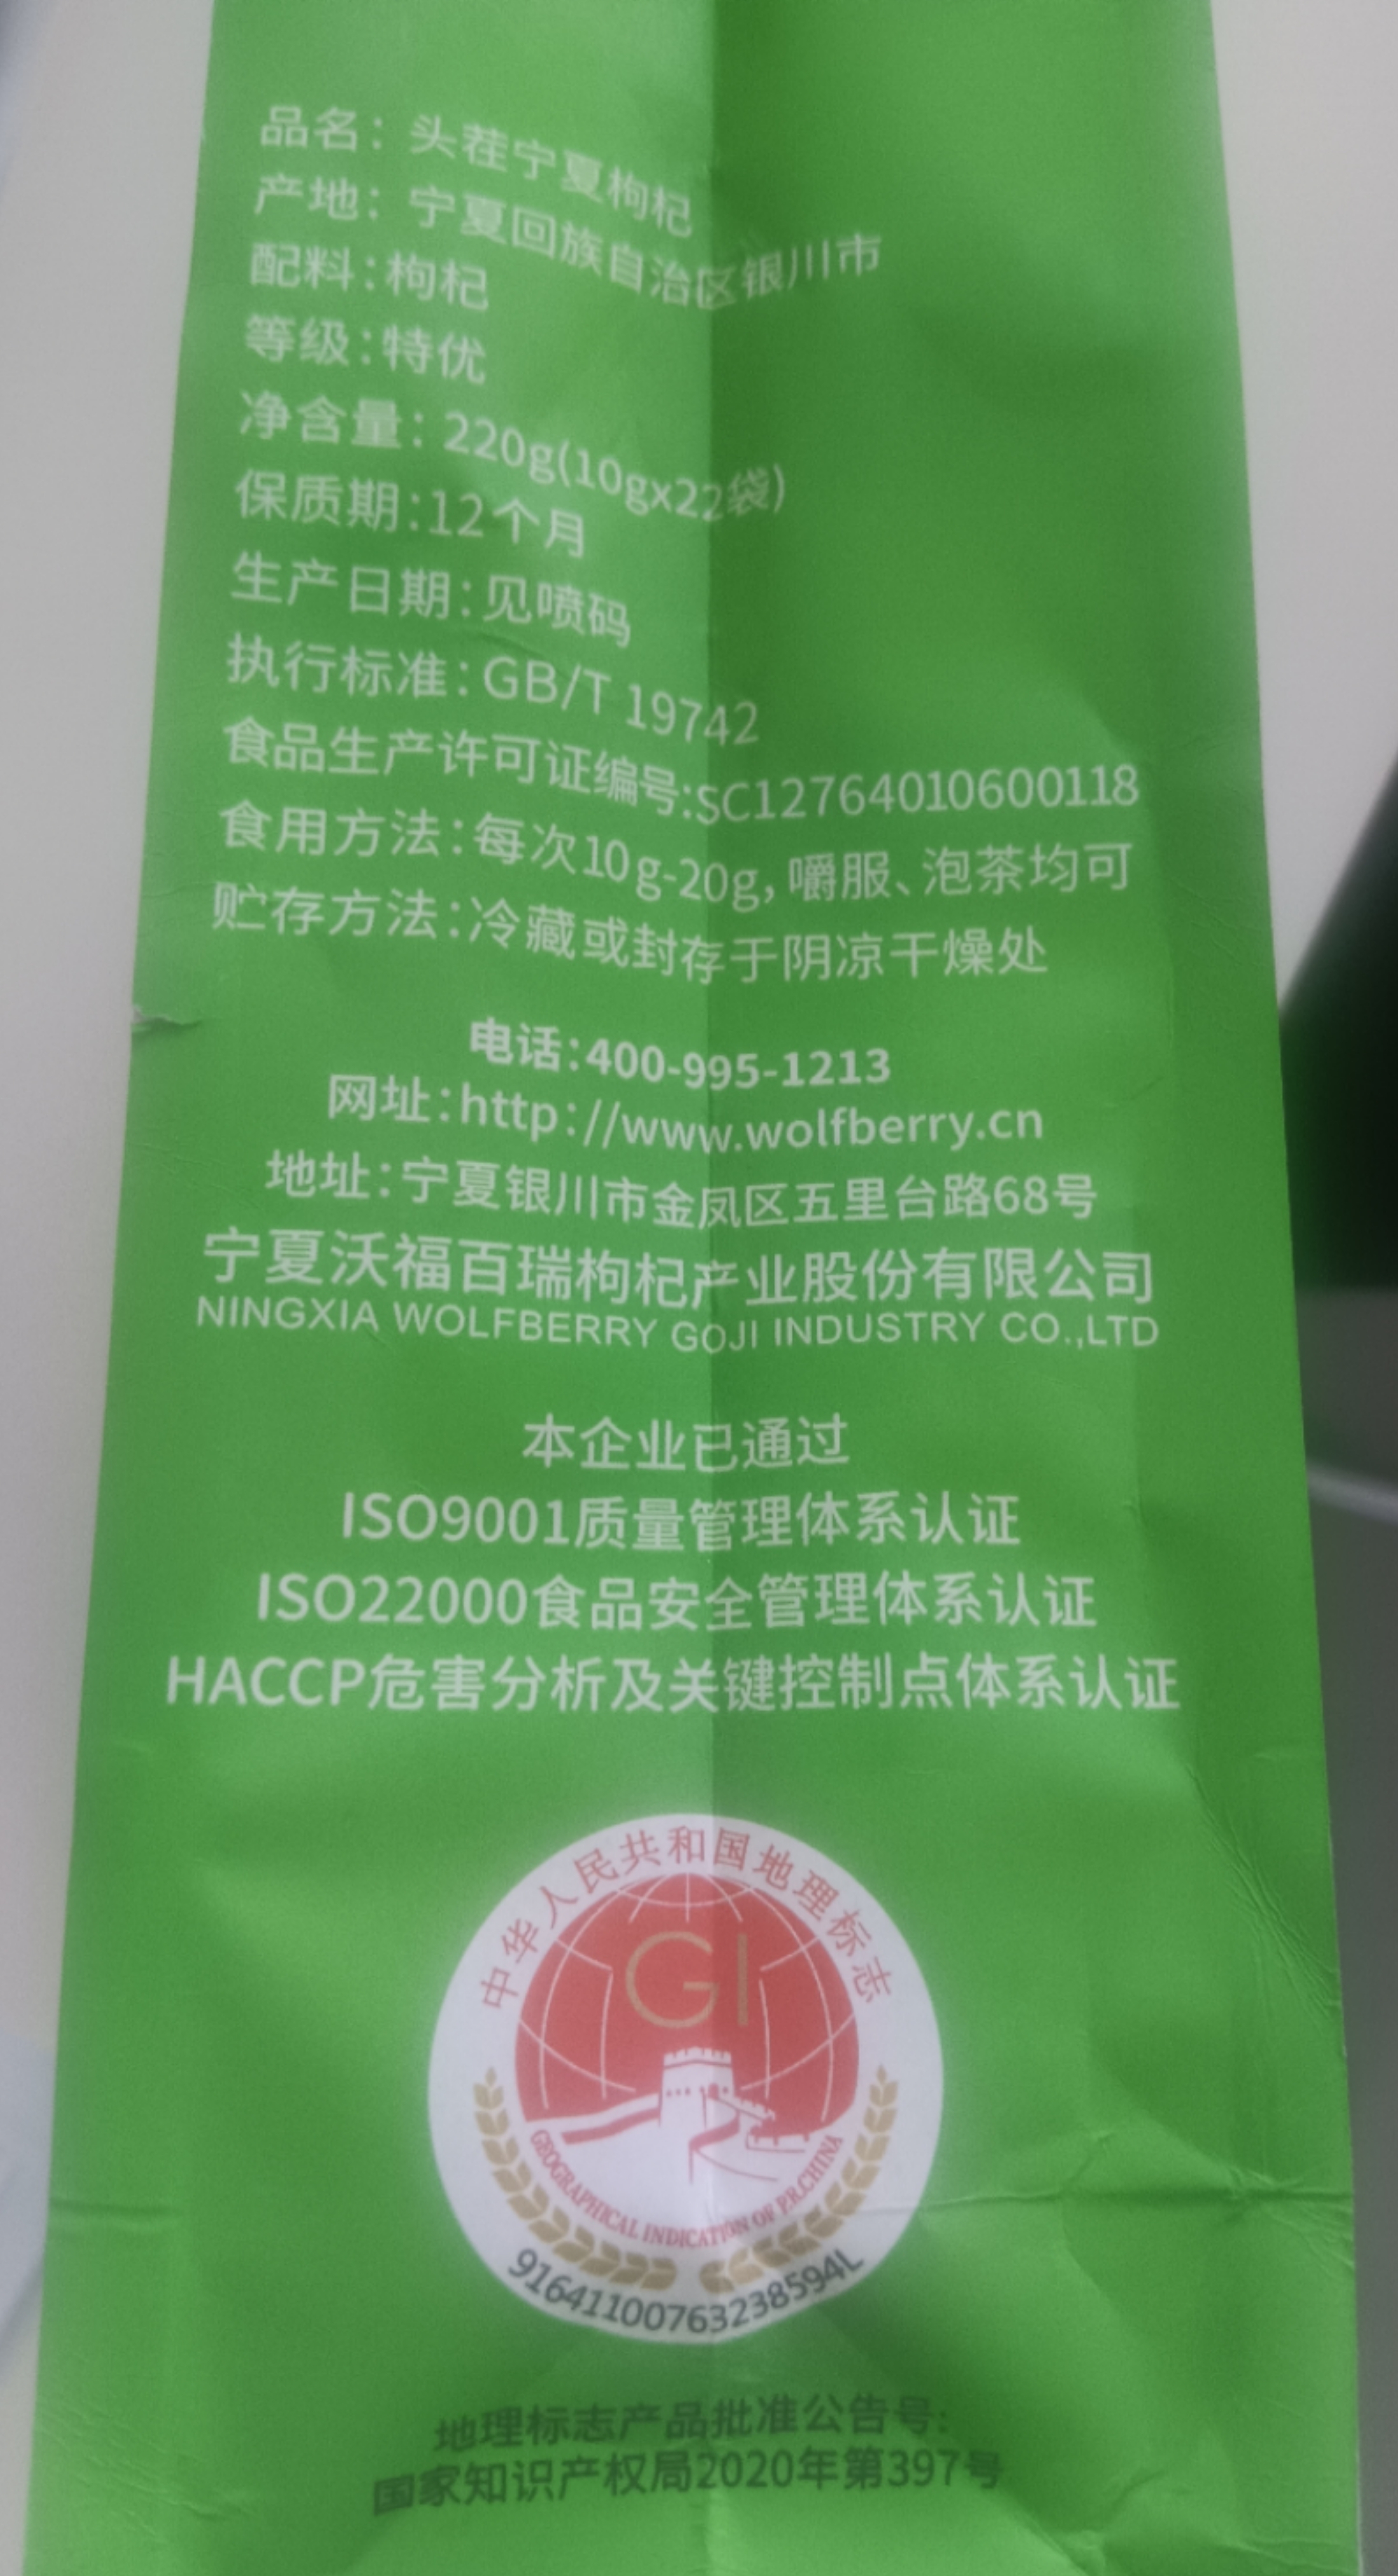 品名：头茬宁夏枸杞
产地：宁夏回族自治区银川市
配料：枸杞
等级：特优
净含量：220g(10gx22袋)
保质期：12个月
生产日期：见喷码
执行标准：GB/T 19742
食品生产许可证编号：SC12764010600118
食用方法：每次10g-20g，嚼服、泡茶均可
贮存方法：冷藏或封存于阴凉干燥处
电话：400-995-1213
网址：http：//www.wolfberry.cn
地址：宁夏银川市金凤区五里台路68号
宁夏沃福百瑞枸杞产业股份有限公司
NINGXIA WOLFBERRY GOJI INDUSTRY CO.,LTD
本企业已通过
ISO9001质量管理体系认证
ISO22000食品安全管理体系认证
HACCP危害分析及关键控制点体系认证
中华人民共和国地理标志
GI
GEOGRAPHICAL INDICATION OF P.R.CHINA
91641100763238594L
地理标志产品批准公告号：
国家知识产权局2020年第397号